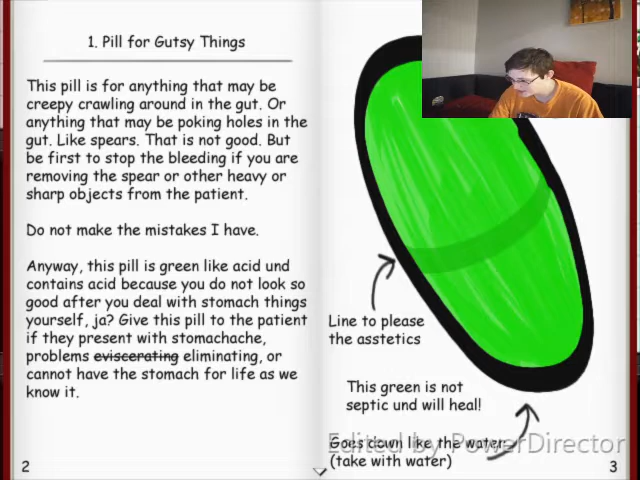 1. Pill for Gutsy Things
This pill is for anything that may be
creepy crawling around in the gut. Or
anything that may be poking holes in the
gut. Like spears. That is not good. But
be first to stop the bleeding if you are
removing the spear or other heavy or
sharp objects from the patient.
Do not make the mistakes I have.
Anyway, this pill is green like acid und
contains acid because you do not look so
good after you deal with stomach things
yourself, ja? Give this pill to the patient
if they present with stomachache,
problems eviscerating eliminating, or
cannot have the stomach for life as we
know it.
2
Line to please
the asstetics
This green is not
septic und will heal!
Goes down like the water
(take with water)
Edited by PowerDirector
3